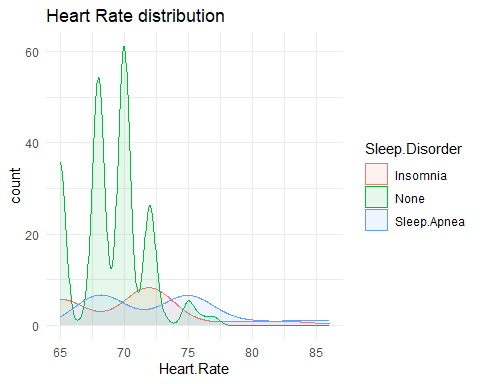 Heart Rate distribution
60
40
20
0
count
65 70 75 80 85
Heart.Rate
Sleep.Disorder
Insomnia
None
Sleep.Apnea